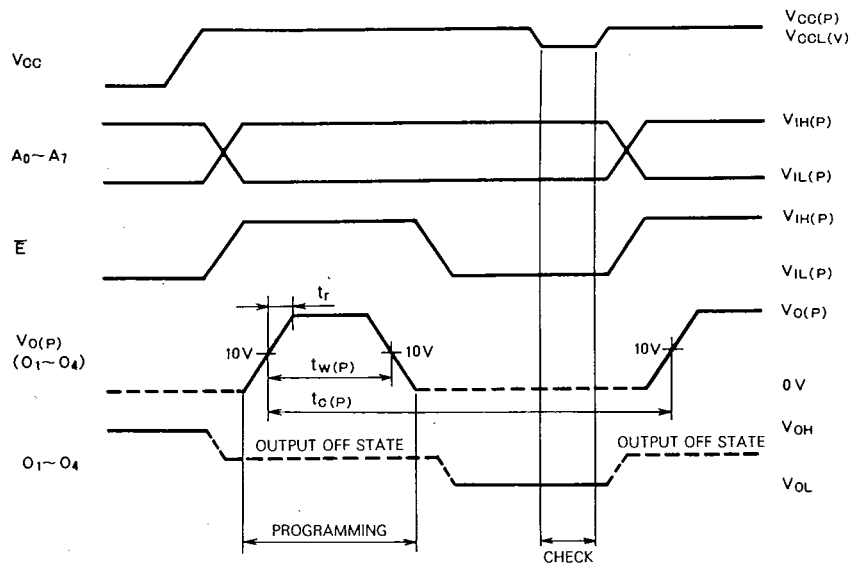 VCC
VCC(P)
VCCL(V)
A0~A7
VIH(P)
VIL(P)
E̅
VIH(P)
VIL(P)
tr
VO(P)
(O1~O4)
10V
10V
10V
VO(P)
tW(P)
tC(P)
0V
O1~O4
OUTPUT OFF STATE
OUTPUT OFF STATE
VOH
VOL
PROGRAMMING
CHECK